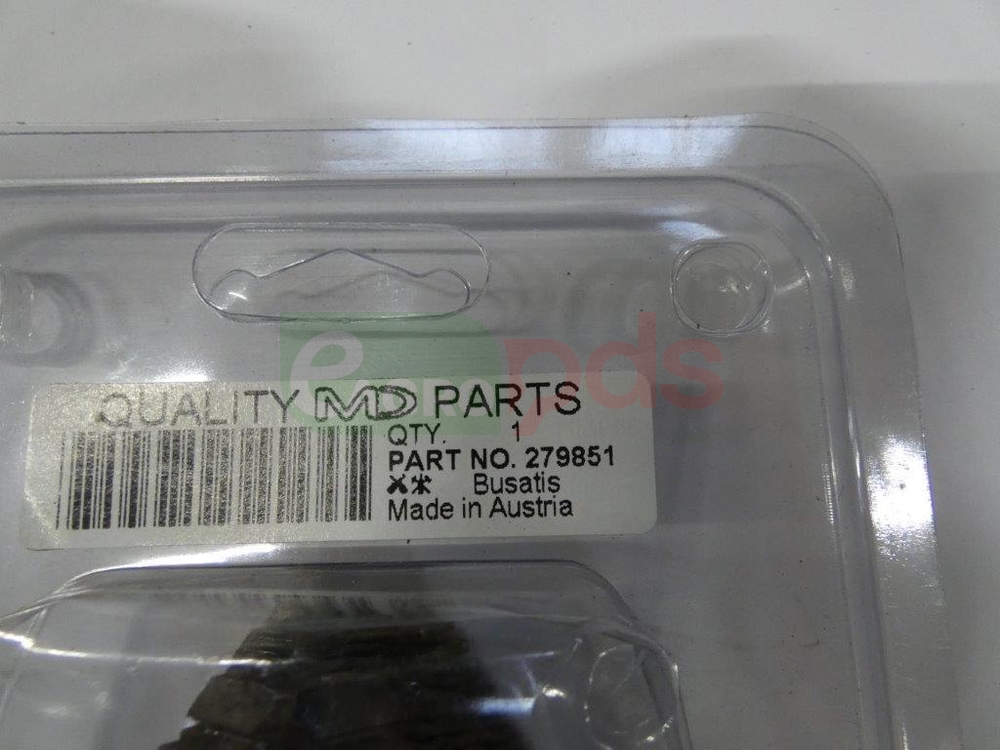 QUALITY MD PARTS
QTY. 1
PART NO. 279851
Busatis
Made in Austria